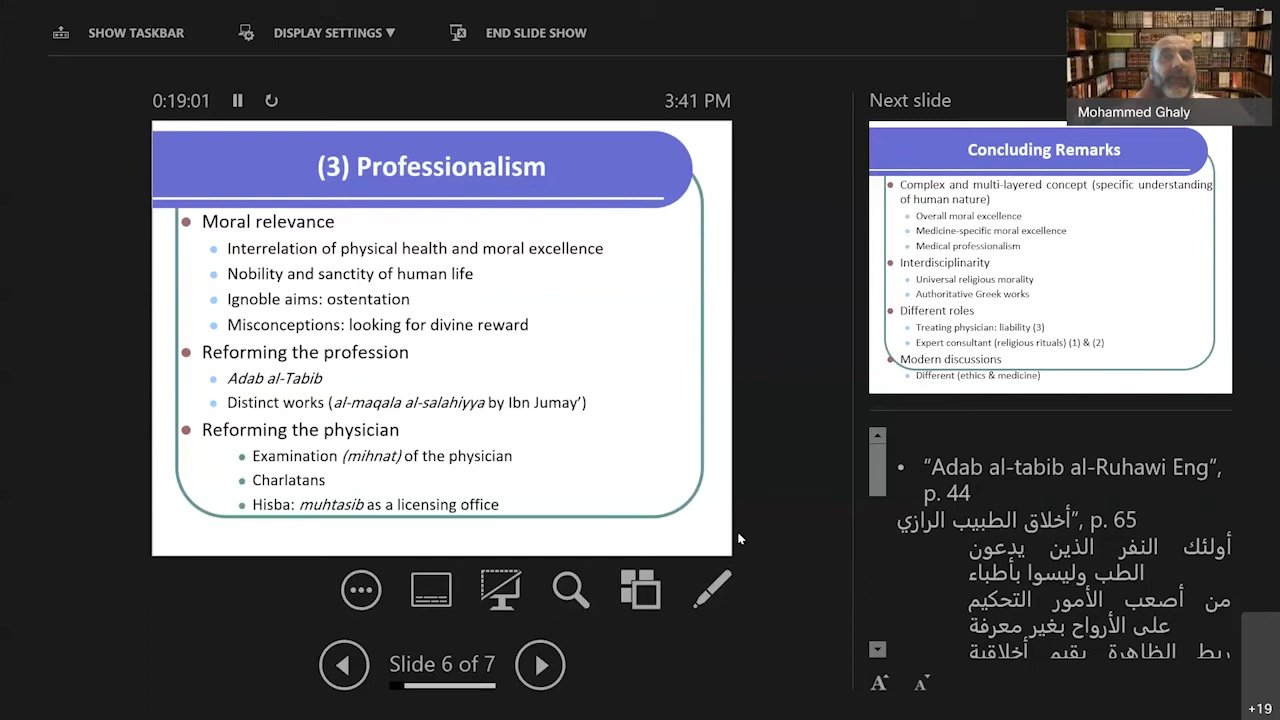 SHOW TASKBAR
DISPLAY SETTINGS ▼
END SLIDE SHOW
0:19:01
3:41 PM
(3) Professionalism
Moral relevance
Interrelation of physical health and moral excellence
Nobility and sanctity of human life
Ignoble aims: ostentation
Misconceptions: looking for divine reward
Reforming the profession
Adab al-Tabib
Distinct works (al-maqala al-salahiyya by Ibn Jumay’)
Reforming the physician
Examination (mihnat) of the physician
Charlatans
Hisba: muhtasib as a licensing office
Slide 6 of 7
Next slide
Mohammed Ghaly
Concluding Remarks
Complex and multi-layered concept (specific understanding
of human nature)
Overall moral excellence
Medicine-specific moral excellence
Medical professionalism
Interdisciplinarity
Universal religious morality
Authoritative Greek works
Different roles
Treating physician: liability (3)
Expert consultant (religious rituals) (1) & (2)
Modern discussions
Different (ethics & medicine)
• “Adab al-tabib al-Ruhawi Eng”,
p. 44
أخلاق الطبيب الرازي”, p. 65
أولئك النفر الذين يدعون
الطب وليسوا بأطباء
من أصعب الأمور التحكيم
على الأرواح بغير معرفة
ربط الظاهرة بقيم أخلاقية
A A
+19